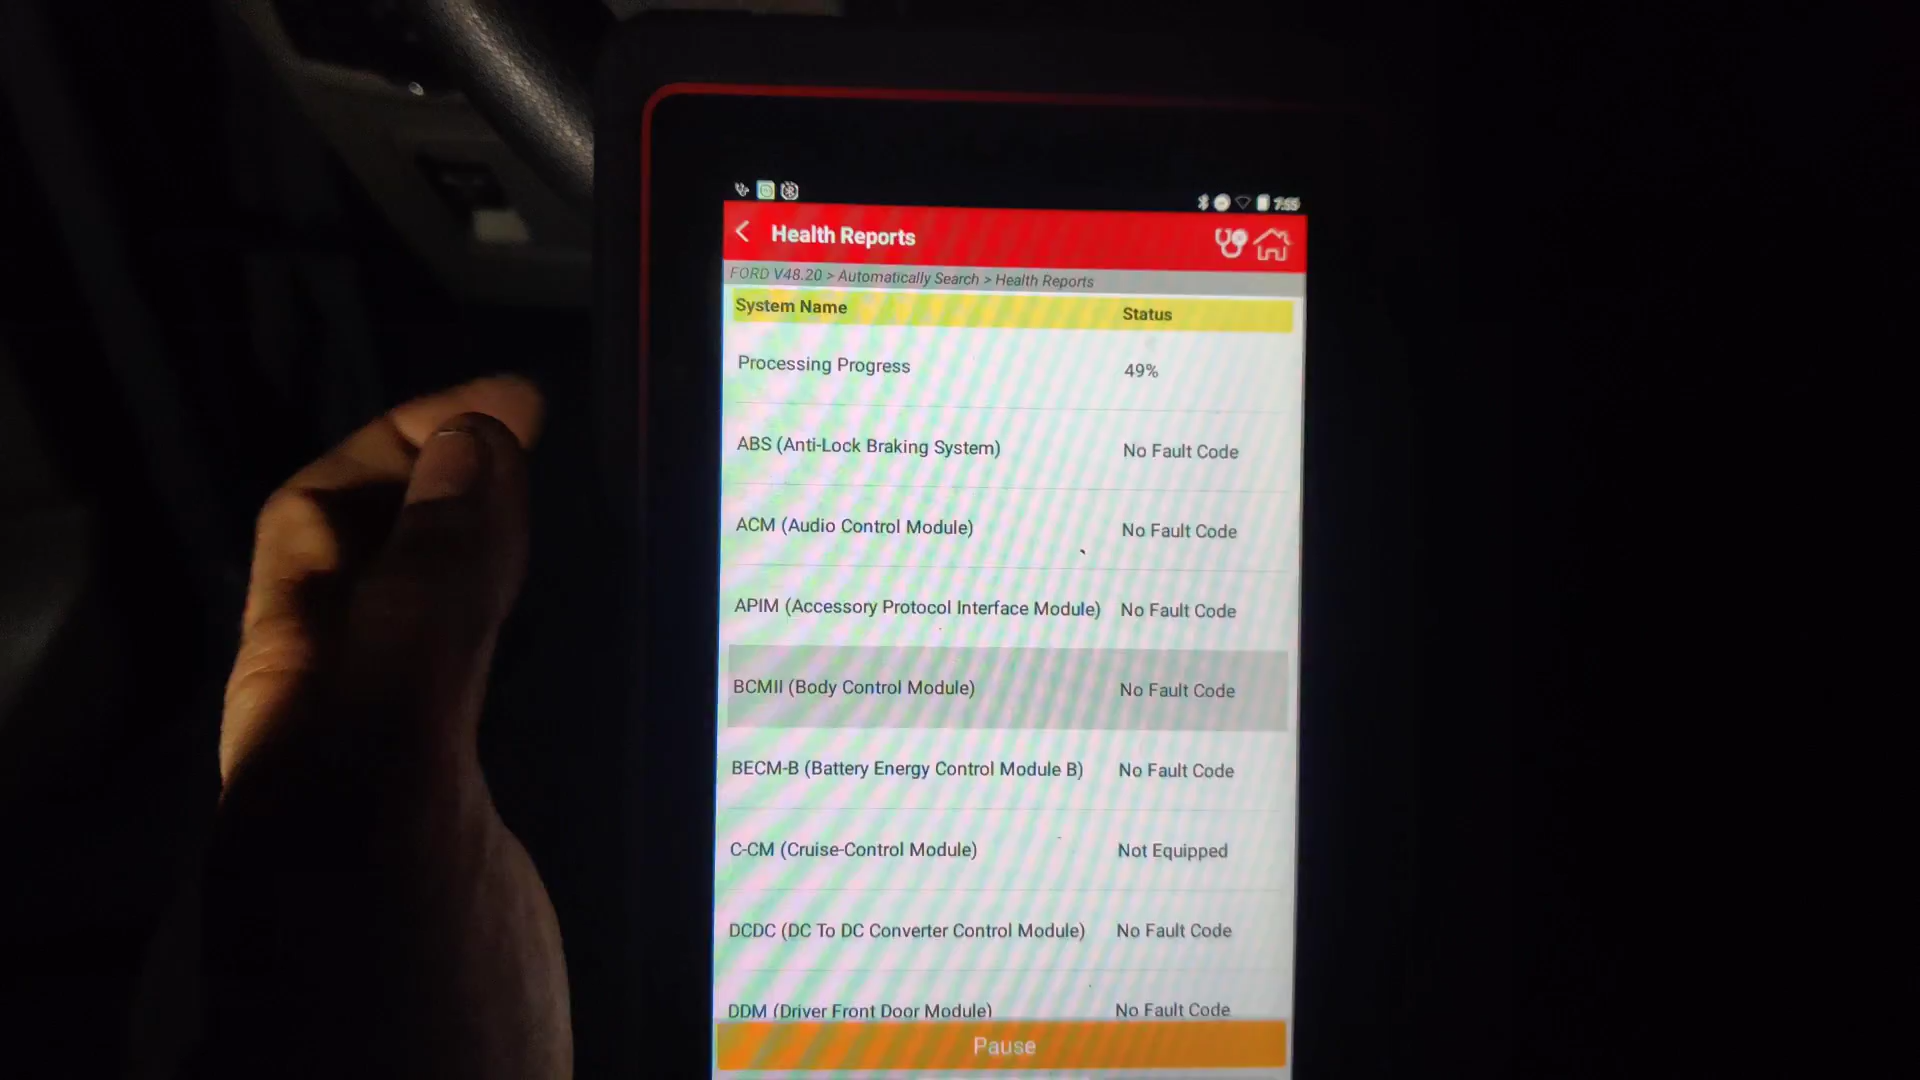 7:55
Health Reports
FORD V48.20 > Automatically Search > Health Reports
System Name Status
Processing Progress 49%
ABS (Anti-Lock Braking System) No Fault Code
ACM (Audio Control Module) No Fault Code
APIM (Accessory Protocol Interface Module) No Fault Code
BCMII (Body Control Module) No Fault Code
BECM-B (Battery Energy Control Module B) No Fault Code
C-CM (Cruise-Control Module) Not Equipped
DCDC (DC To DC Converter Control Module) No Fault Code
DDM (Driver Front Door Module) No Fault Code
Pause